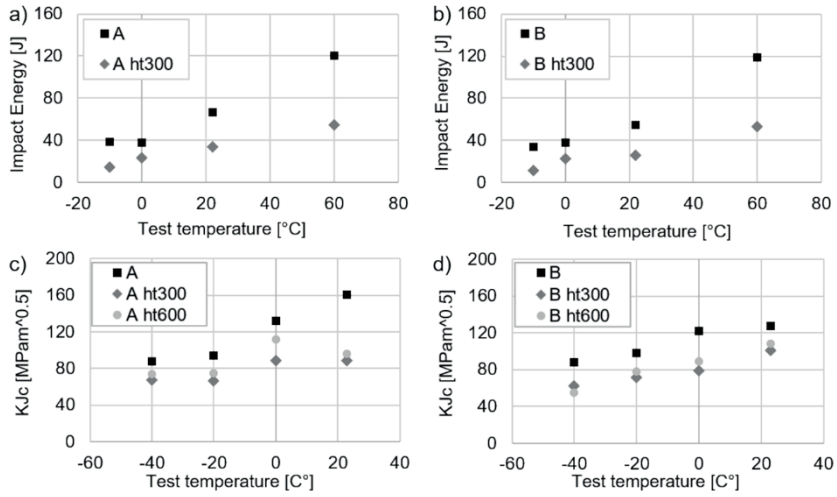 a)
160
120
80
40
0
Impact Energy [J]
A
A ht300
-20 0 20 40 60 80
Test temperature [°C]
b)
160
120
80
40
0
Impact Energy [J]
B
B ht300
-20 0 20 40 60 80
Test temperature [°C]
c)
200
160
120
80
40
0
KJc [MPam^0.5]
A
A ht300
A ht600
-60 -40 -20 0 20 40
Test temperature [C°]
d)
200
160
120
80
40
0
KJc [MPam^0.5]
B
B ht300
B ht600
-60 -40 -20 0 20 40
Test temperature [C°]